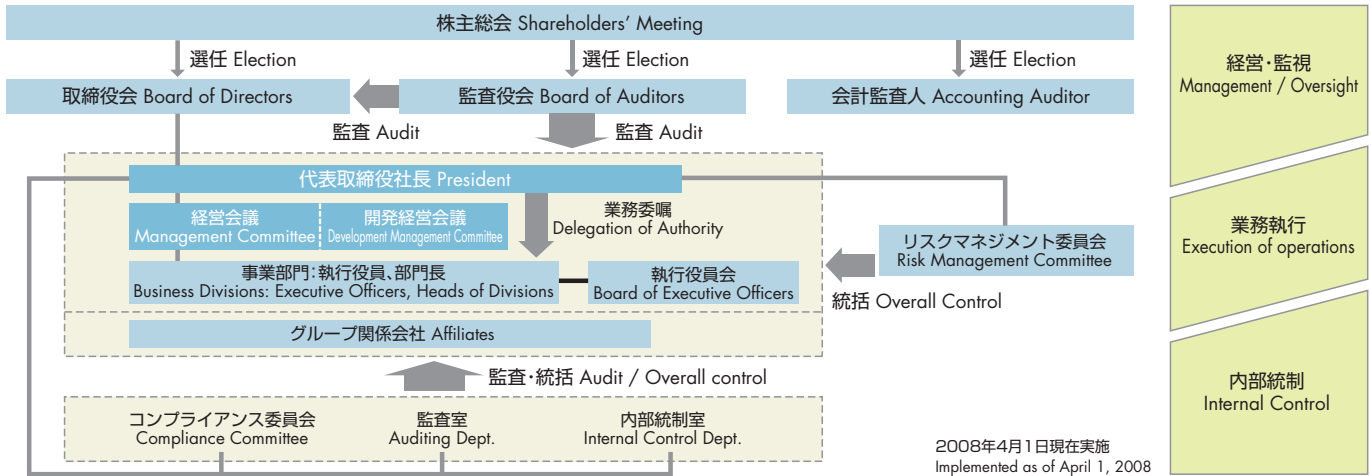 株主総会 Shareholders’ Meeting
選任 Election
選任 Election
選任 Election
取締役会 Board of Directors
監査役会 Board of Auditors
会計監査人 Accounting Auditor
監査 Audit
監査 Audit
代表取締役社長 President
経営会議
Management Committee
開発経営会議
Development Management Committee
業務委嘱
Delegation of Authority
リスクマネジメント委員会
Risk Management Committee
事業部門:執行役員、部門長
Business Divisions: Executive Officers, Heads of Divisions
執行役員会
Board of Executive Officers
統括 Overall Control
グループ関係会社 Affiliates
監査・統括 Audit / Overall control
コンプライアンス委員会
Compliance Committee
監査室
Auditing Dept.
内部統制室
Internal Control Dept.
2008年4月1日現在実施
Implemented as of April 1, 2008
経営・監視
Management / Oversight
業務執行
Execution of operations
内部統制
Internal Control